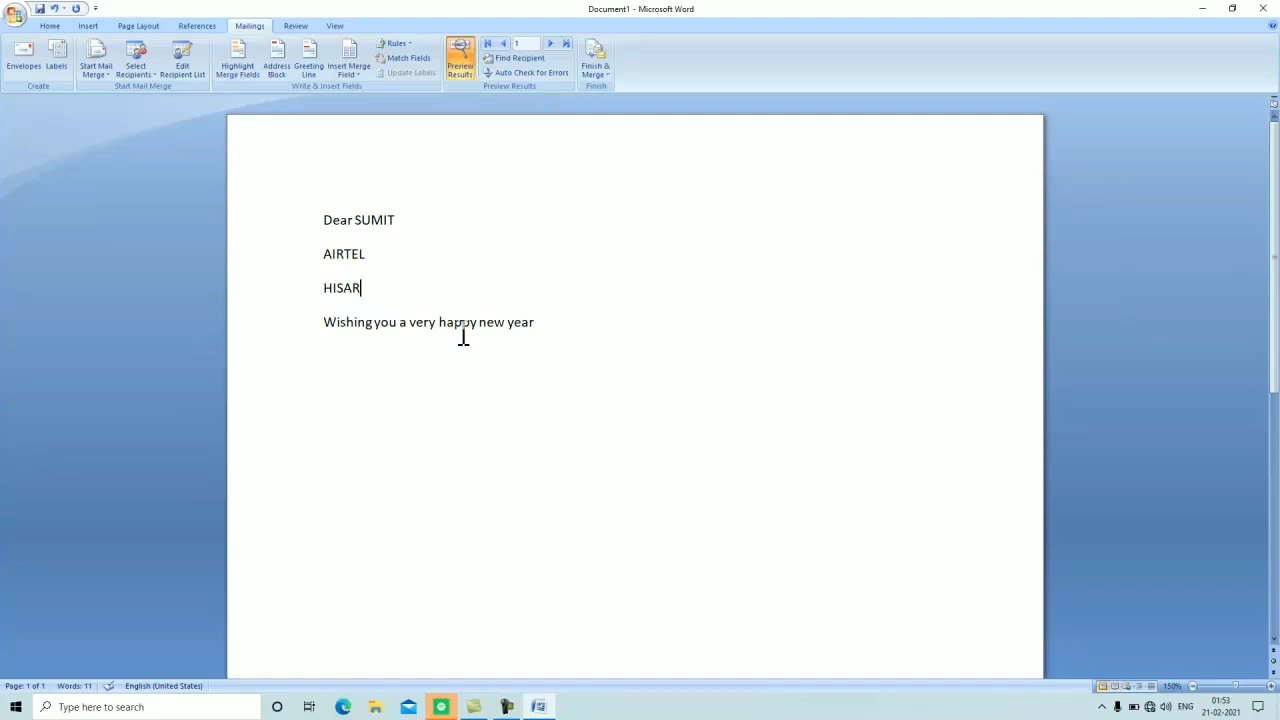 Document1 - Microsoft Word
Home Insert Page Layout References Mailings Review View
Envelopes Labels Start Mail Merge Select Recipients Edit Recipient List Highlight Merge Fields Address Block Greeting Line Insert Merge Field Rules Match Fields Update Labels Preview Results 1 Find Recipient Auto Check for Errors Finish & Merge
Create Start Mail Merge Write & Insert Fields Preview Results Finish
Dear SUMIT
AIRTEL
HISAR
Wishing you a very happy new year
Page: 1 of 1 Words: 11 English (United States) 150%
Type here to search ENG 01:53
21-02-2021